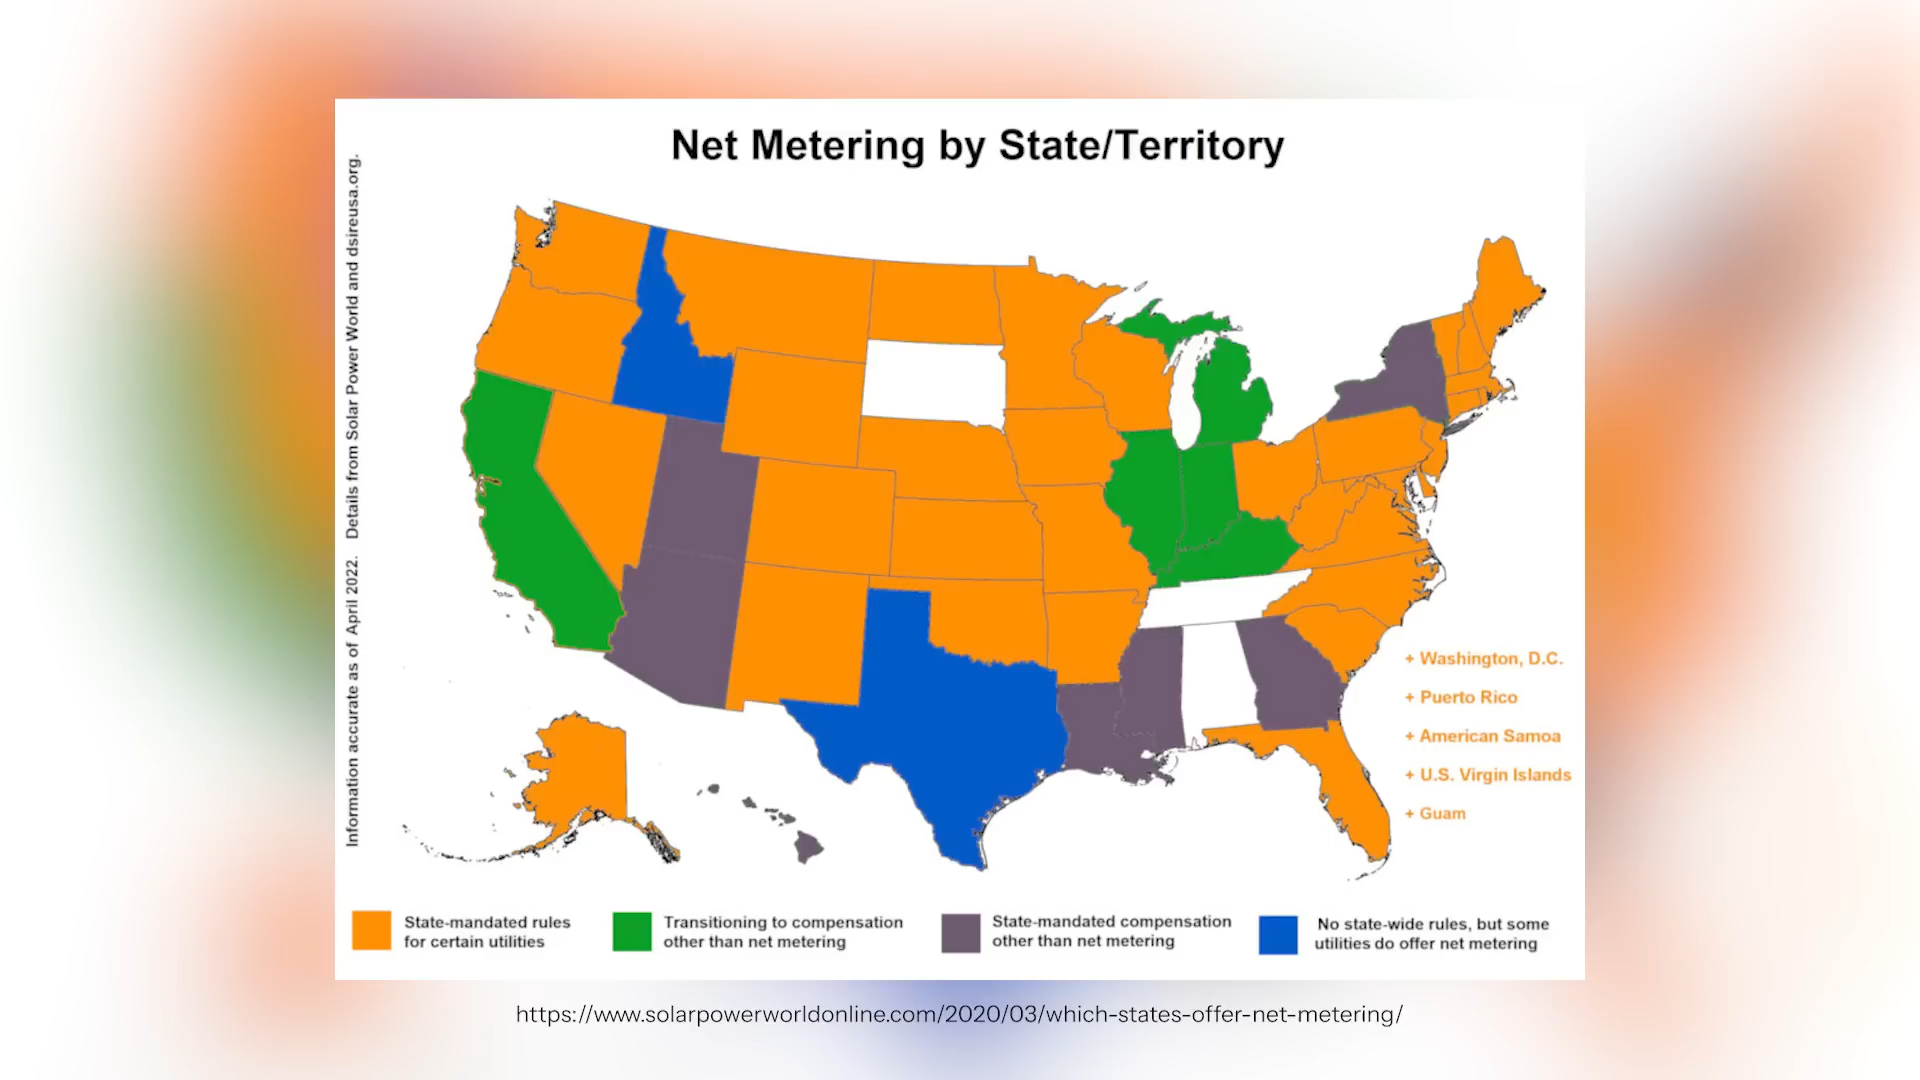 Net Metering by State/Territory
Information accurate as of April 2022. Details from Solar Power World and dsireusa.org.
+ Washington, D.C.
+ Puerto Rico
+ American Samoa
+ U.S. Virgin Islands
+ Guam
State-mandated rules
for certain utilities
Transitioning to compensation
other than net metering
State-mandated compensation
other than net metering
No state-wide rules, but some
utilities do offer net metering
https://www.solarpowerworldonline.com/2020/03/which-states-offer-net-metering/